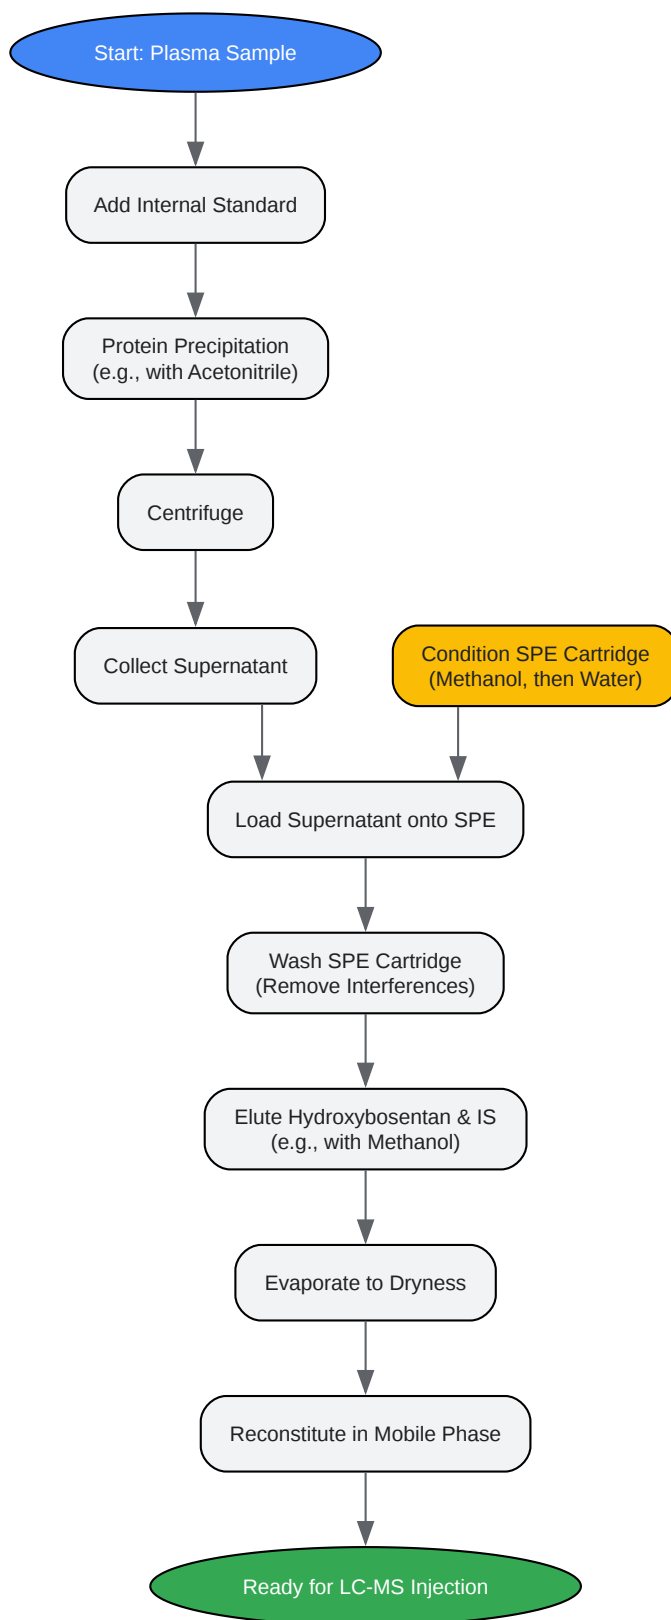 Start: Plasma Sample
Add Internal Standard
Protein Precipitation
(e.g., with Acetonitrile)
Centrifuge
Collect Supernatant
Condition SPE Cartridge
(Methanol, then Water)
Load Supernatant onto SPE
Wash SPE Cartridge
(Remove Interferences)
Elute Hydroxybosentan & IS
(e.g., with Methanol)
Evaporate to Dryness
Reconstitute in Mobile Phase
Ready for LC-MS Injection